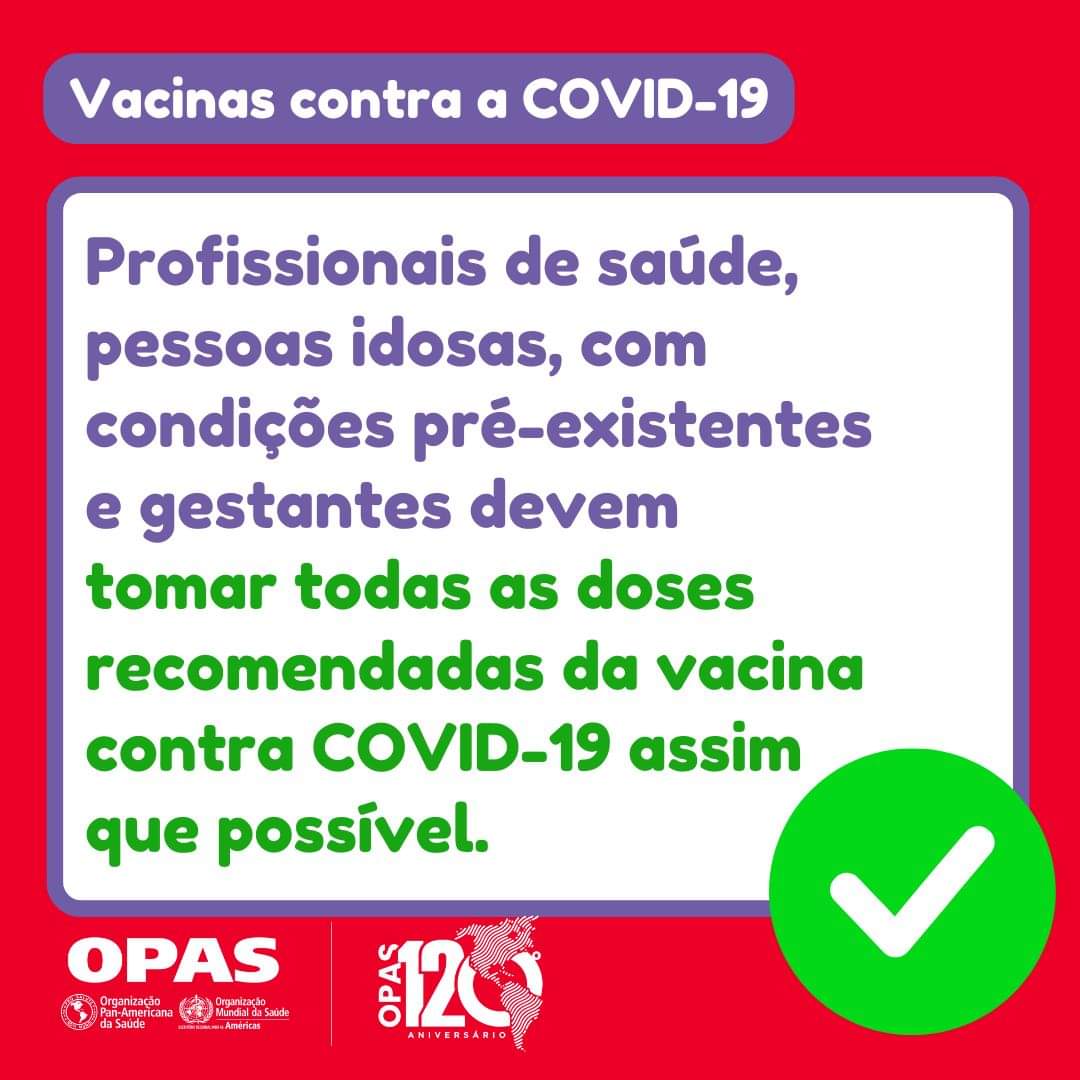 Vacinas contra a COVID-19
Profissionais de saúde,
pessoas idosas, com
condições pré-existentes
e gestantes devem
tomar todas as doses
recomendadas da vacina
contra COVID-19 assim
que possível.
OPAS
Organização
Pan-Americana
da Saúde
Organização
Mundial da Saúde
Américas
OPAS
120º
ANIVERSÁRIO